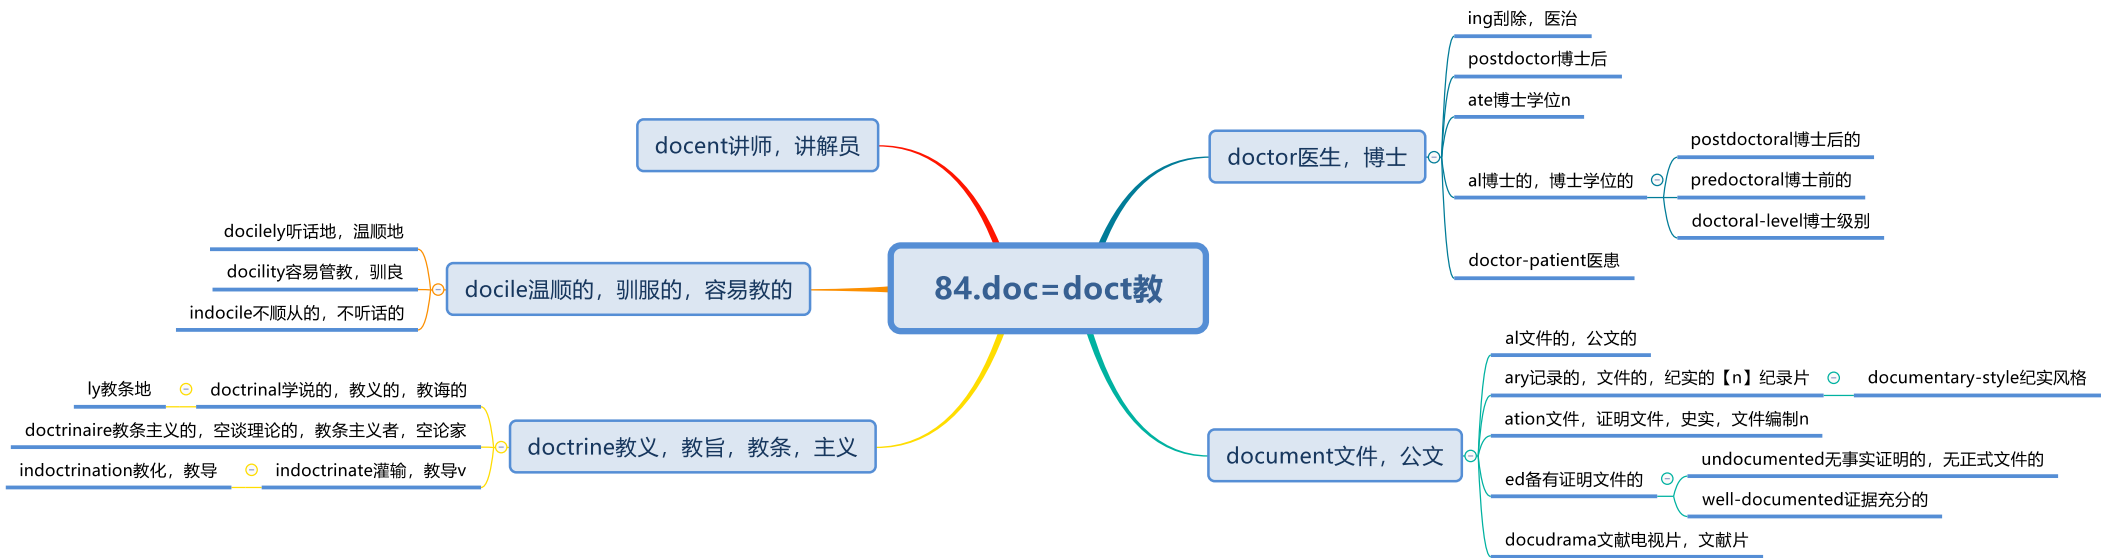 84.doc=doct教
doctor医生，博士
ing刮除，医治
postdoctor博士后
ate博士学位n
al博士的，博士学位的
postdoctoral博士后的
predoctoral博士前的
doctoral-level博士级别
doctor-patient医患
document文件，公文
al文件的，公文的
ary记录的，文件的，纪实的【n】纪录片
documentary-style纪实风格
ation文件，证明文件，史实，文件编制n
ed备有证明文件的
undocumented无事实证明的，无正式文件的
well-documented证据充分的
docudrama文献电视片，文献片
docent讲师，讲解员
docile温顺的，驯服的，容易教的
docilely听话地，温顺地
docility容易管教，驯良
indocile不顺从的，不听话的
doctrine教义，教旨，教条，主义
doctrinal学说的，教义的，教诲的
ly教条地
doctrinaire教条主义的，空谈理论的，教条主义者，空论家
indoctrinate灌输，教导v
indoctrination教化，教导